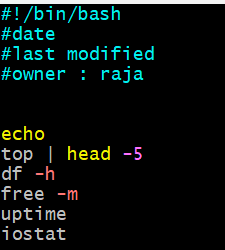 #!/bin/bash
#date
#last modified
#owner : raja
echo
top | head -5
df -h
free -m
uptime
iostat